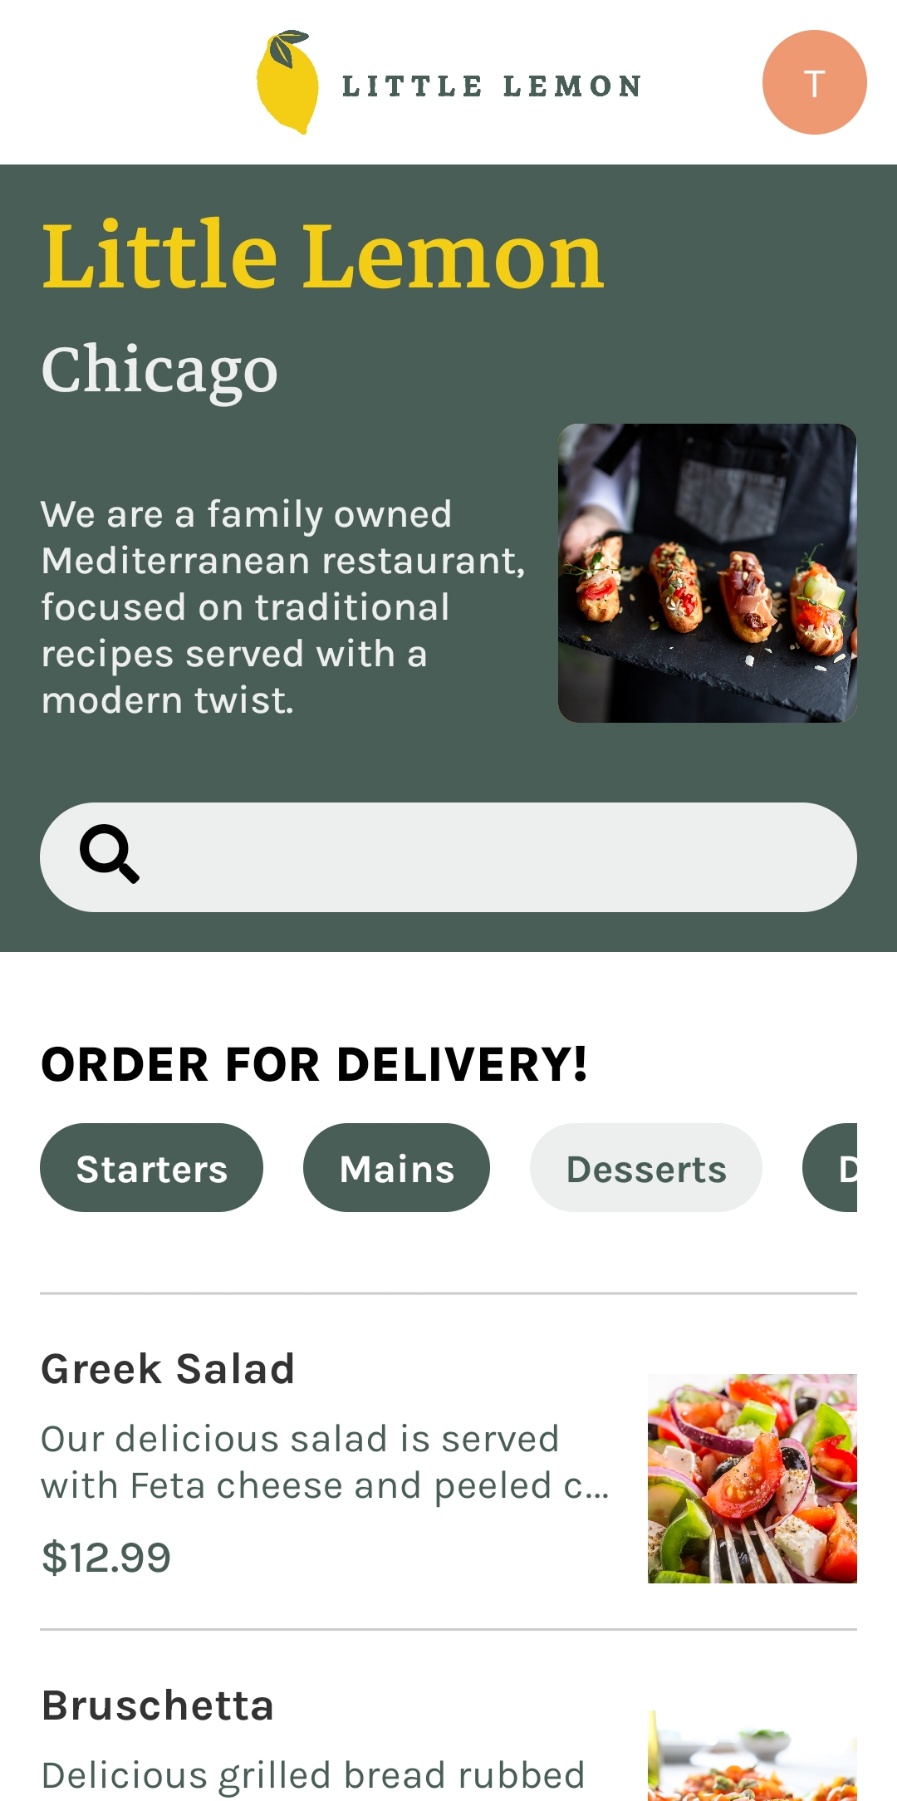 LITTLE LEMON
T
Little Lemon
Chicago
We are a family owned
Mediterranean restaurant,
focused on traditional
recipes served with a
modern twist.
ORDER FOR DELIVERY!
Starters Mains Desserts D
Greek Salad
Our delicious salad is served
with Feta cheese and peeled c...
$12.99
Bruschetta
Delicious grilled bread rubbed